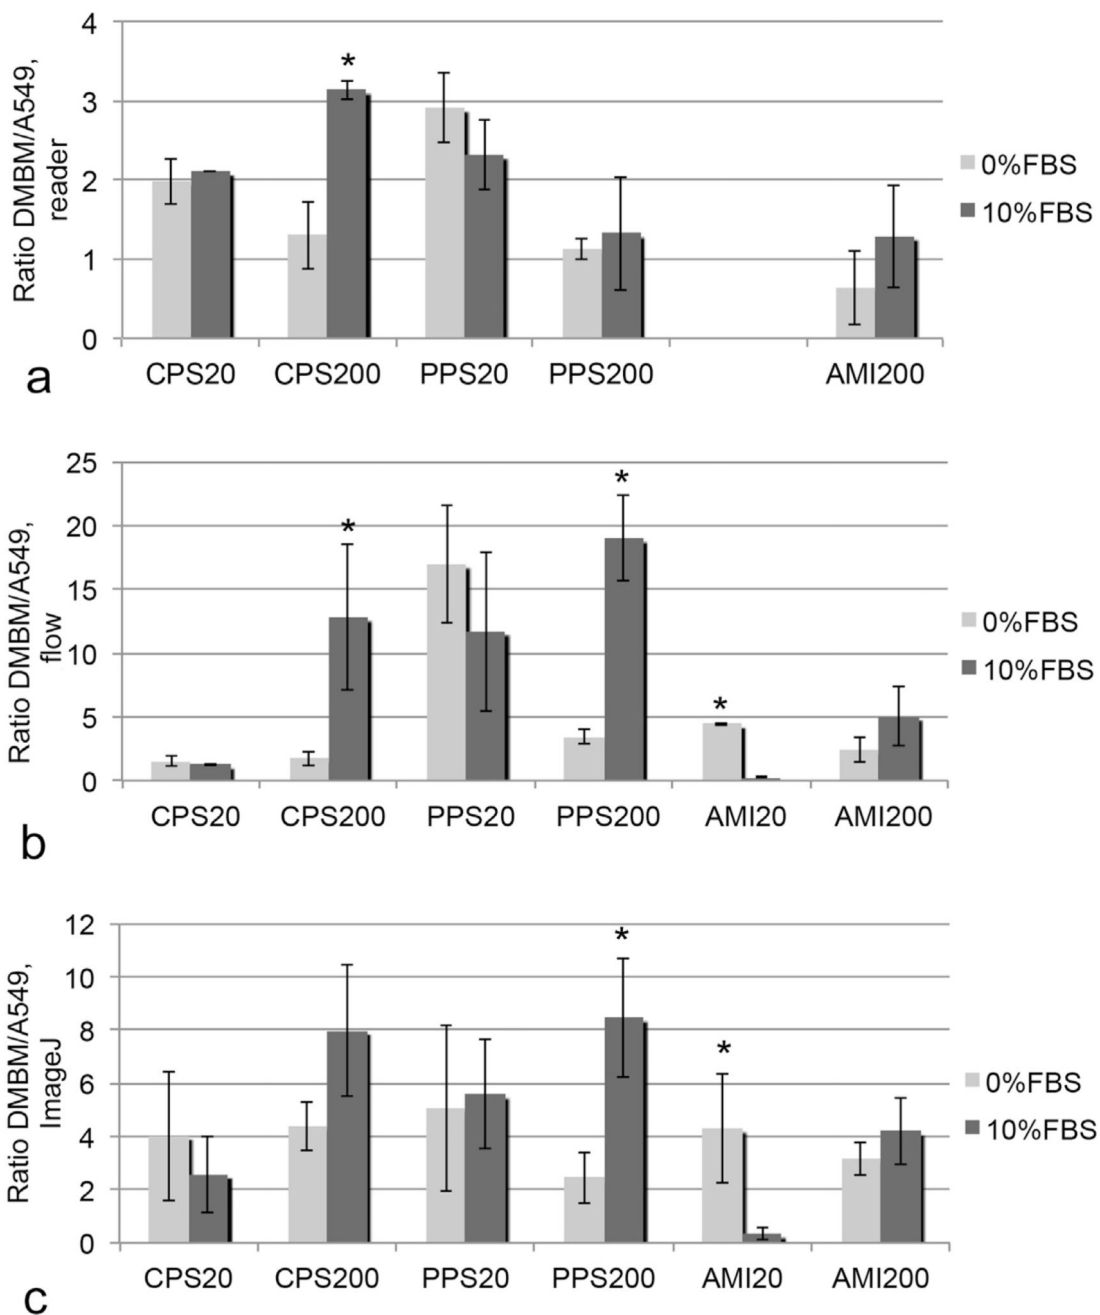 4
3
2
1
0
Ratio DMBM/A549,
reader
*
0%FBS
10%FBS
CPS20 CPS200 PPS20 PPS200 AMI200
a
25
20
15
10
5
0
Ratio DMBM/A549,
flow
* * *
0%FBS
10%FBS
CPS20 CPS200 PPS20 PPS200 AMI20 AMI200
b
12
10
8
6
4
2
0
Ratio DMBM/A549,
ImageJ
* *
0%FBS
10%FBS
CPS20 CPS200 PPS20 PPS200 AMI20 AMI200
c